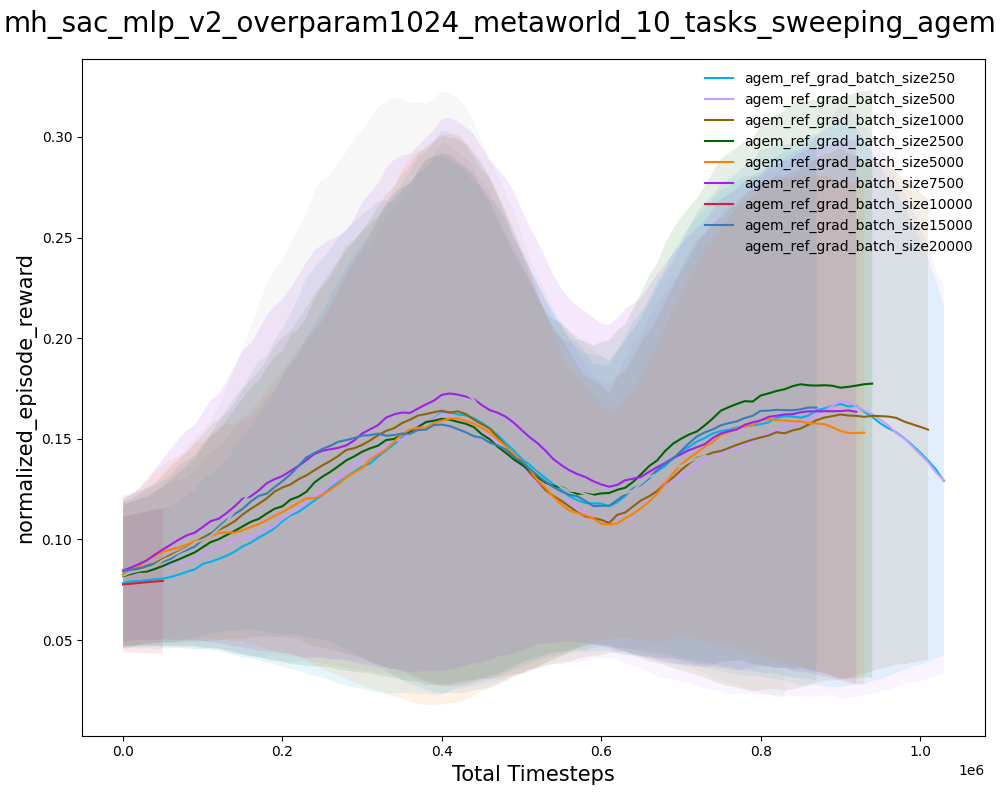 mh_sac_mlp_v2_overparam1024_metaworld_10_tasks_sweeping_agem
agem_ref_grad_batch_size250
agem_ref_grad_batch_size500
agem_ref_grad_batch_size1000
agem_ref_grad_batch_size2500
agem_ref_grad_batch_size5000
agem_ref_grad_batch_size7500
agem_ref_grad_batch_size10000
agem_ref_grad_batch_size15000
agem_ref_grad_batch_size20000
normalized_episode_reward
0.30
0.25
0.20
0.15
0.10
0.05
0.0 0.2 0.4 0.6 0.8 1.0
1e6
Total Timesteps